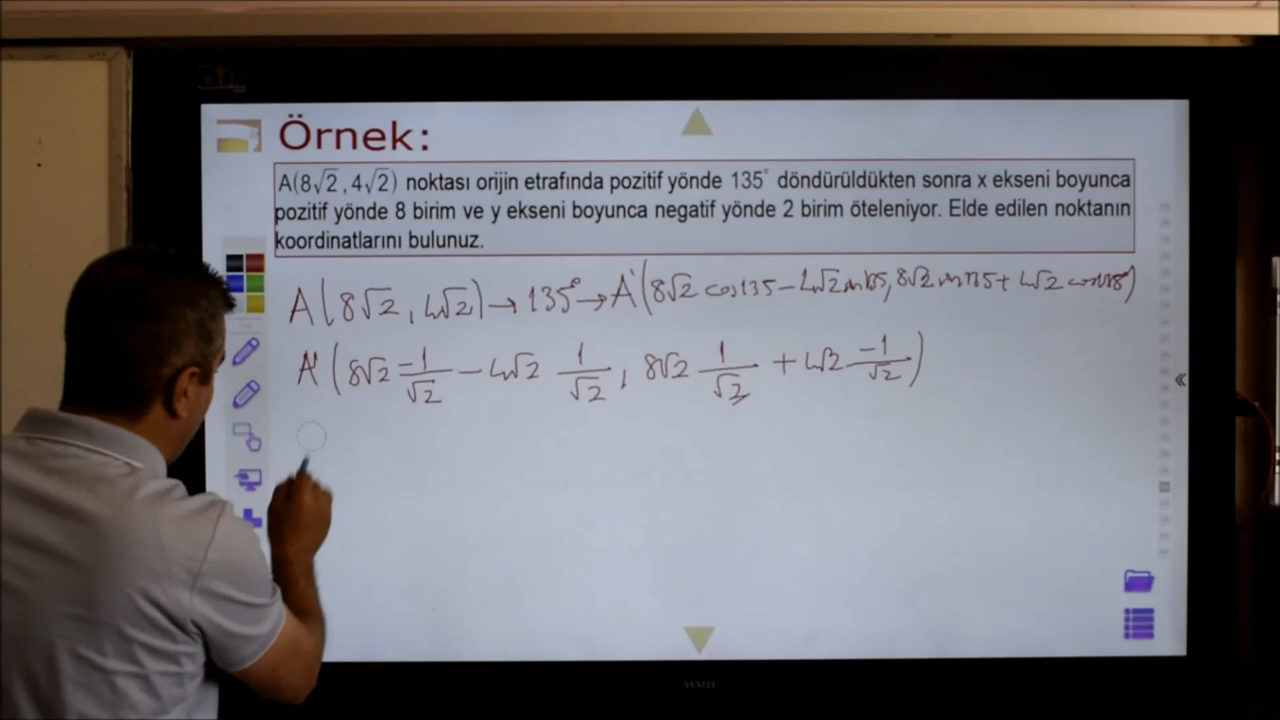 Örnek:
A(8√2, 4√2) noktası orijin etrafında pozitif yönde 135° döndürüldükten sonra x ekseni boyunca
pozitif yönde 8 birim ve y ekseni boyunca negatif yönde 2 birim öteleniyor. Elde edilen noktanın
koordinatlarını bulunuz.
A(8√2, 4√2) → 135° → A'(8√2 cos135 - 4√2 sin135, 8√2 sin135 + 4√2 cos135°)
A'(8√2 -1/√2 - 4√2 1/√2, 8√2 1/√2 + 4√2 -1/√2)
VESTEL